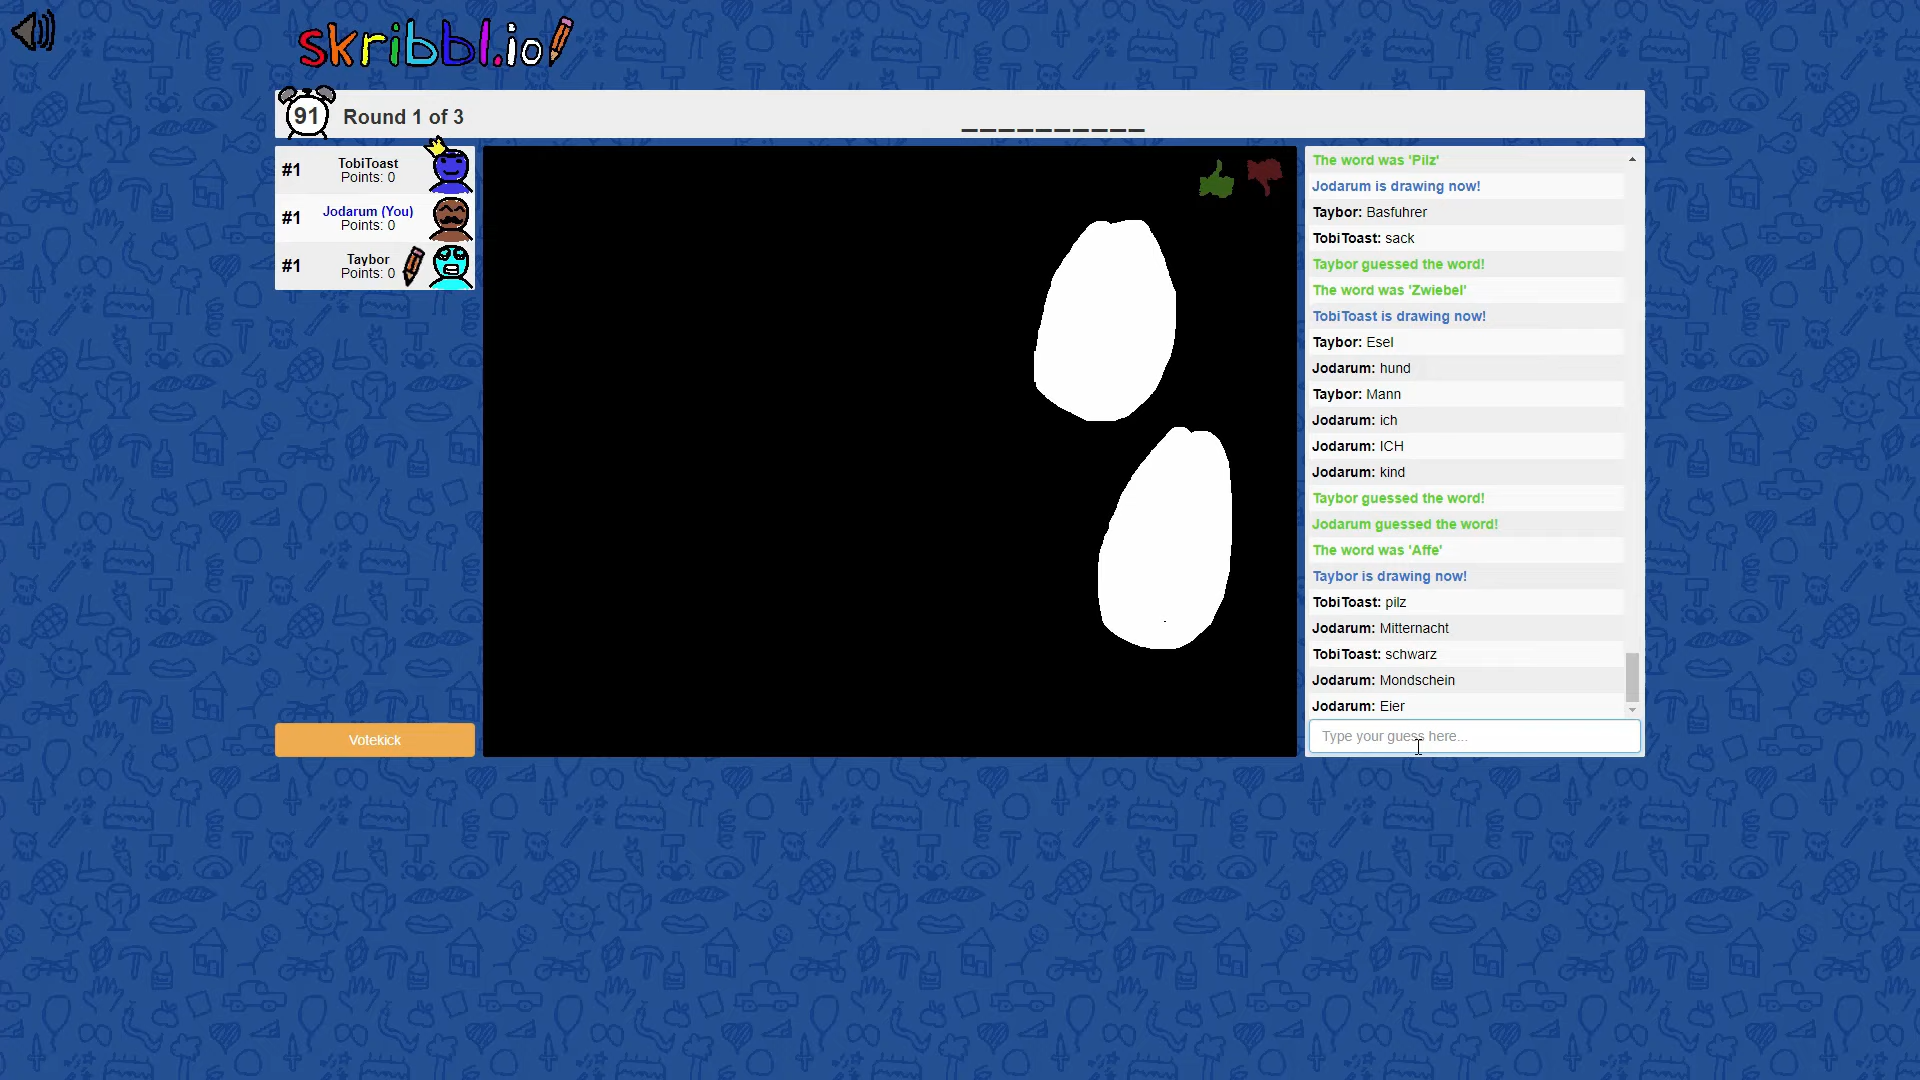 skribbl.io
91 Round 1 of 3 __________
#1 TobiToast
Points: 0
#1 Jodarum (You)
Points: 0
#1 Taybor
Points: 0
Votekick
The word was 'Pilz'
Jodarum is drawing now!
Taybor: Basfuhrer
TobiToast: sack
Taybor guessed the word!
The word was 'Zwiebel'
TobiToast is drawing now!
Taybor: Esel
Jodarum: hund
Taybor: Mann
Jodarum: ich
Jodarum: ICH
Jodarum: kind
Taybor guessed the word!
Jodarum guessed the word!
The word was 'Affe'
Taybor is drawing now!
TobiToast: pilz
Jodarum: Mitternacht
TobiToast: schwarz
Jodarum: Mondschein
Jodarum: Eier
Type your guess here...